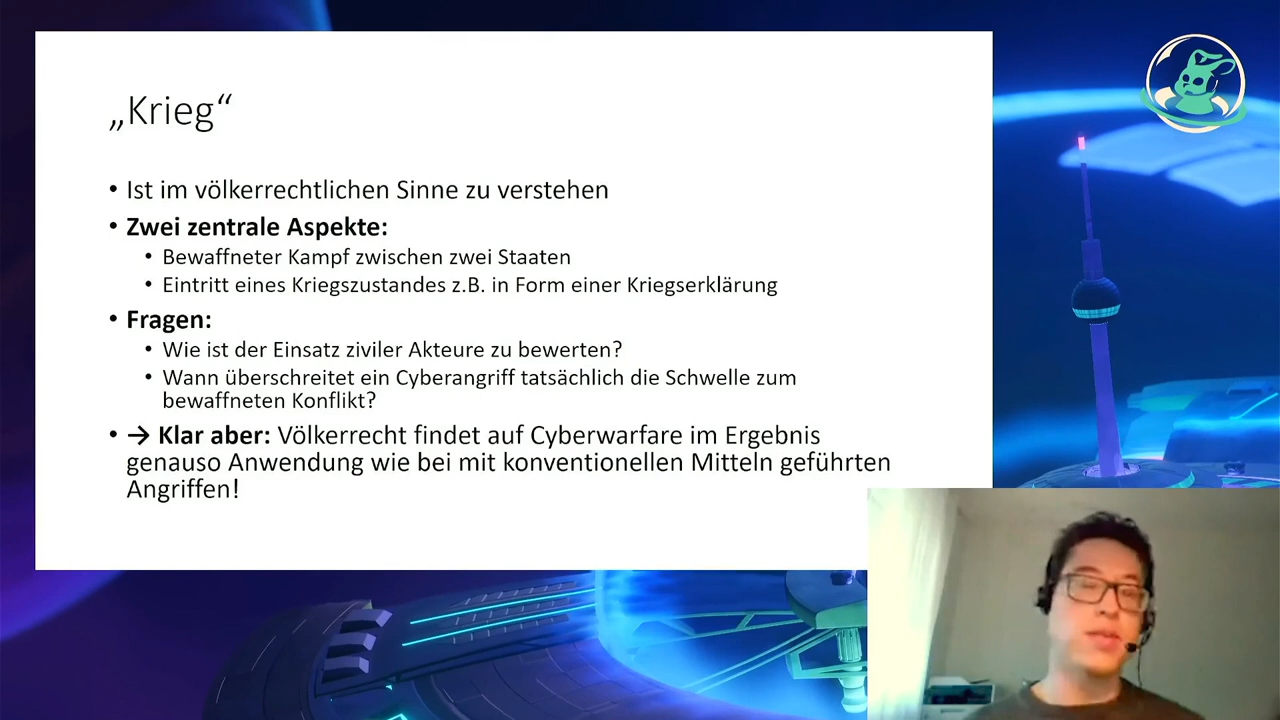 „Krieg“
• Ist im völkerrechtlichen Sinne zu verstehen
• Zwei zentrale Aspekte:
• Bewaffneter Kampf zwischen zwei Staaten
• Eintritt eines Kriegszustandes z.B. in Form einer Kriegserklärung
• Fragen:
• Wie ist der Einsatz ziviler Akteure zu bewerten?
• Wann überschreitet ein Cyberangriff tatsächlich die Schwelle zum
bewaffneten Konflikt?
• → Klar aber: Völkerrecht findet auf Cyberwarfare im Ergebnis
genauso Anwendung wie bei mit konventionellen Mitteln geführten
Angriffen!